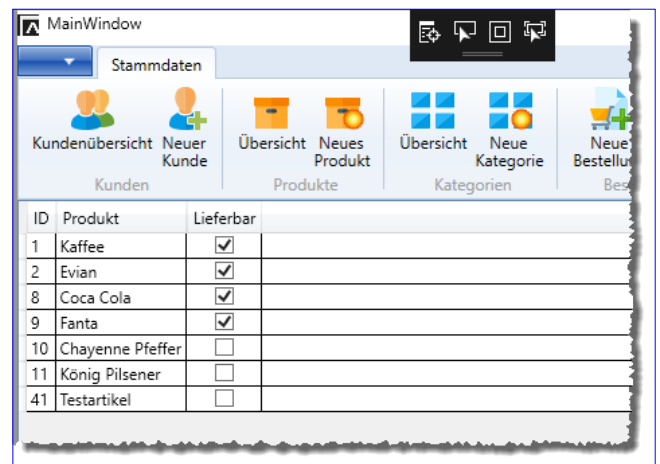 MainWindow
Stammdaten
Kundenübersicht Neuer Kunde
Übersicht Neues Produkt
Übersicht Neue Kategorie
Neue
Kunden Produkte Kategorien
ID Produkt Lieferbar
1 Kaffee
2 Evian
8 Coca Cola
9 Fanta
10 Chayenne Pfeffer
11 König Pilsener
41 Testartikel